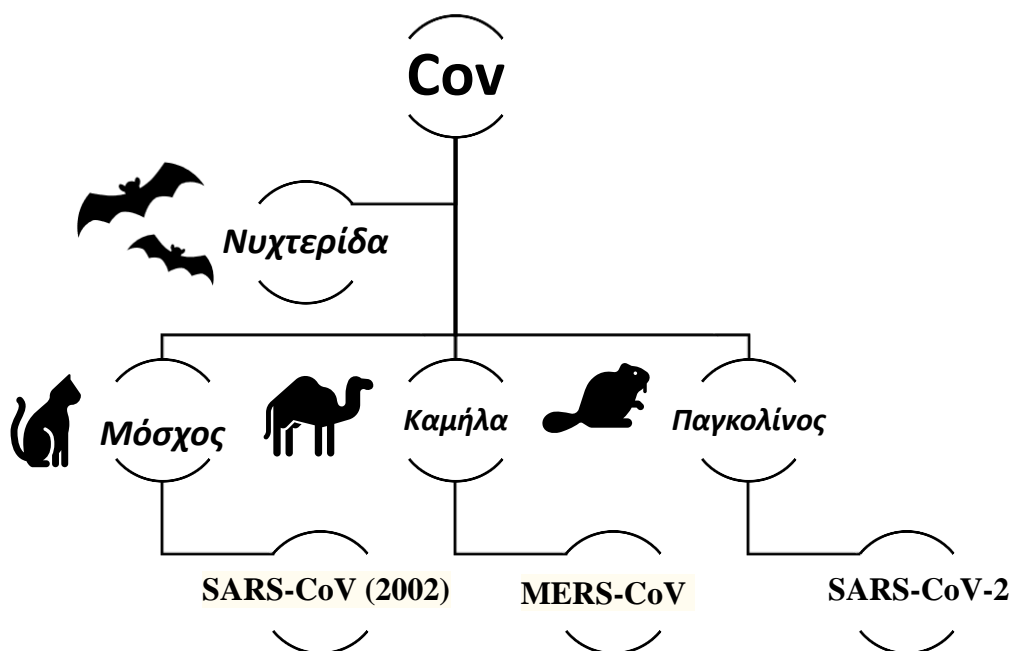 Cov
Νυχτερίδα
Μόσχος
Καμήλα
Παγκολίνος
SARS-CoV (2002)
MERS-CoV
SARS-CoV-2